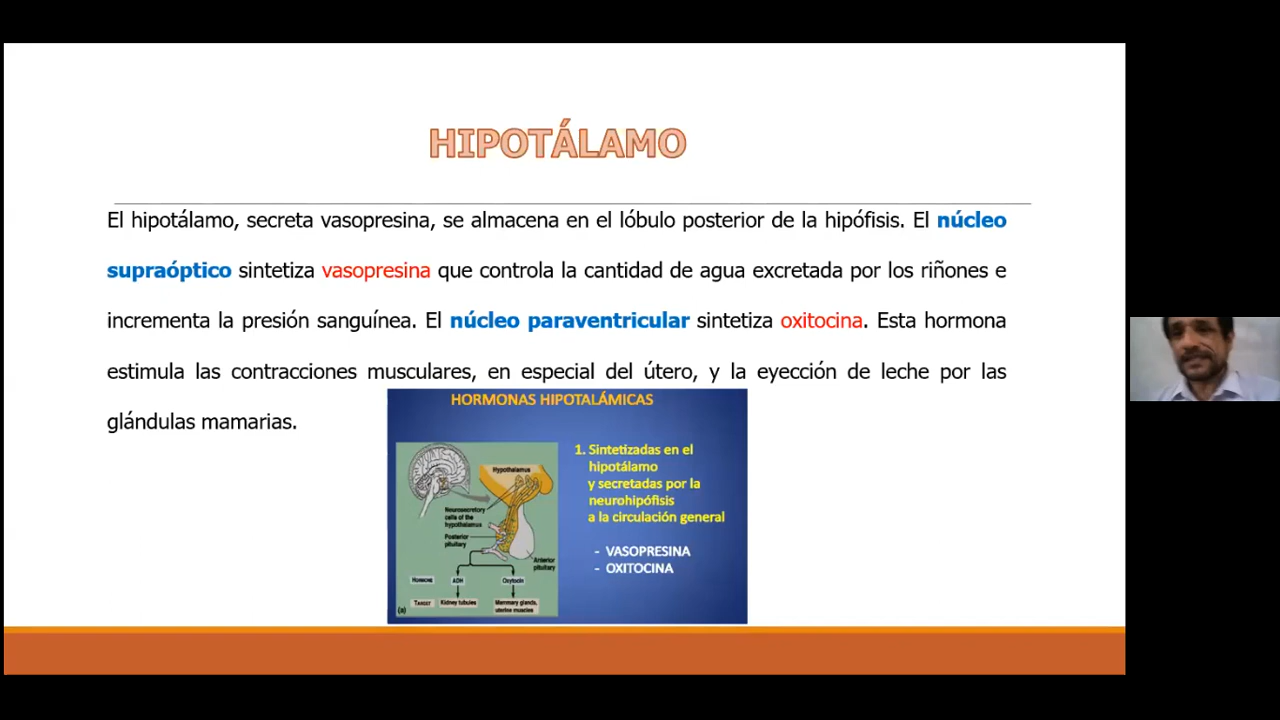 HIPOTÁLAMO
El hipotálamo, secreta vasopresina, se almacena en el lóbulo posterior de la hipófisis. El núcleo
supraóptico sintetiza vasopresina que controla la cantidad de agua excretada por los riñones e
incrementa la presión sanguínea. El núcleo paraventricular sintetiza oxitocina. Esta hormona
estimula las contracciones musculares, en especial del útero, y la eyección de leche por las
glándulas mamarias.
HORMONAS HIPOTALÁMICAS
1. Sintetizadas en el
hipotálamo
y secretadas por la
neurohipófisis
a la circulación general
- VASOPRESINA
- OXITOCINA
Hypothalamus
Neurosecretory
cells of the
hypothalamus
Posterior
pituitary
Anterior
pituitary
HORMONE ADH Oxytocin
TARGET Kidney tubules Mammary glands,
uterine muscles
(a)